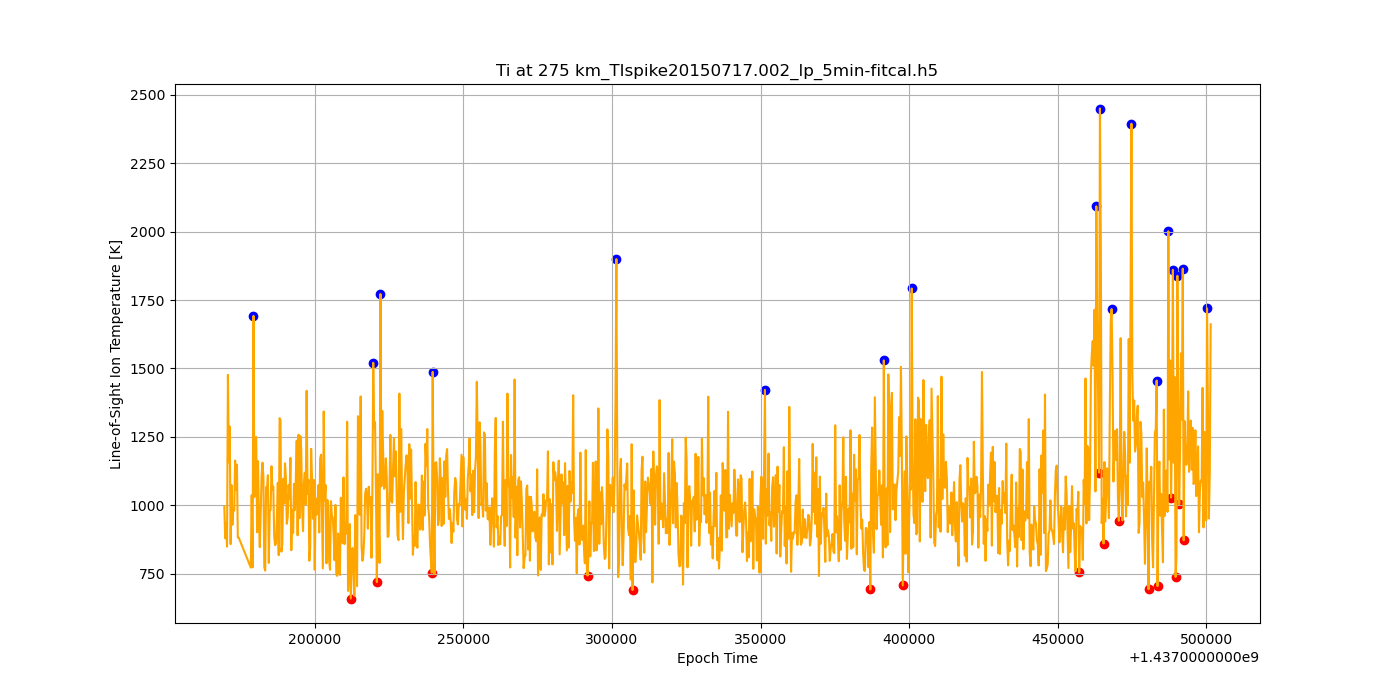 Ti at 275 km_TIspike20150717.002_lp_5min-fitcal.h5
Line-of-Sight Ion Temperature [K]
2500
2250
2000
1750
1500
1250
1000
750
200000 250000 300000 350000 400000 450000 500000
Epoch Time
+1.4370000000e9